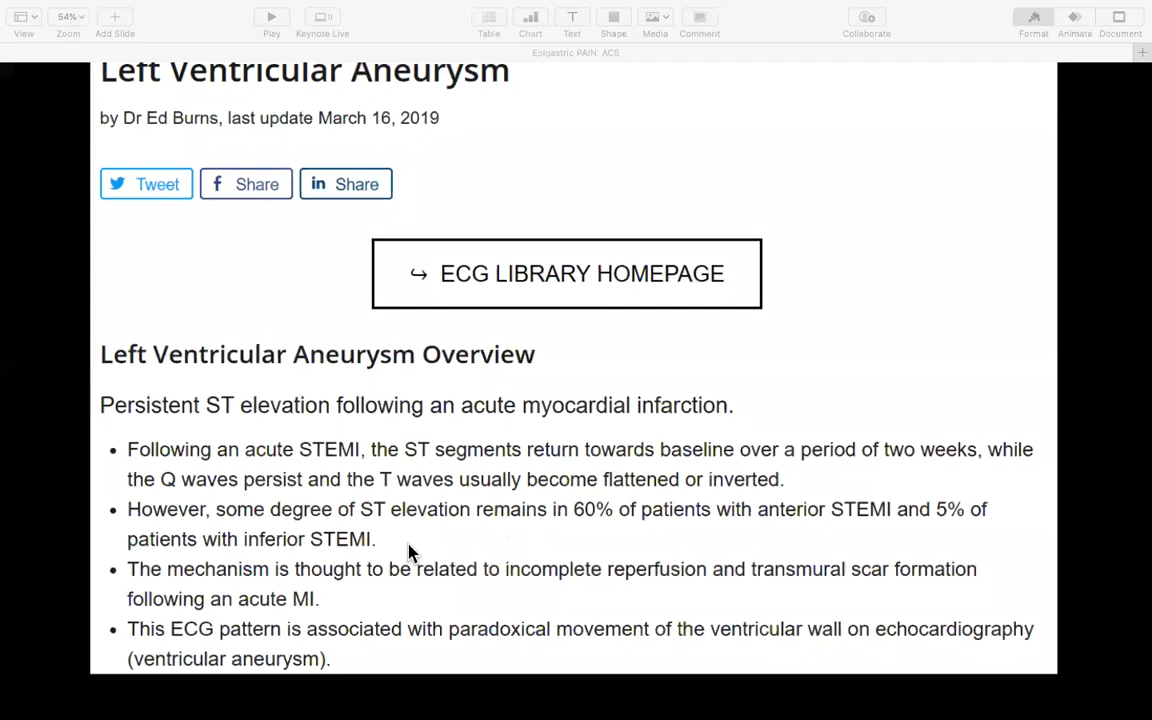 View
54%
Zoom
Add Slide
Play
Keynote Live
Table
Chart
Text
Shape
Media
Comment
Collaborate
Format
Animate
Document
Epigastric PAIN. ACS
Left Ventricular Aneurysm
by Dr Ed Burns, last update March 16, 2019
Tweet
Share
Share
↪ ECG LIBRARY HOMEPAGE
Left Ventricular Aneurysm Overview
Persistent ST elevation following an acute myocardial infarction.
• Following an acute STEMI, the ST segments return towards baseline over a period of two weeks, while
the Q waves persist and the T waves usually become flattened or inverted.
• However, some degree of ST elevation remains in 60% of patients with anterior STEMI and 5% of
patients with inferior STEMI.
• The mechanism is thought to be related to incomplete reperfusion and transmural scar formation
following an acute MI.
• This ECG pattern is associated with paradoxical movement of the ventricular wall on echocardiography
(ventricular aneurysm).